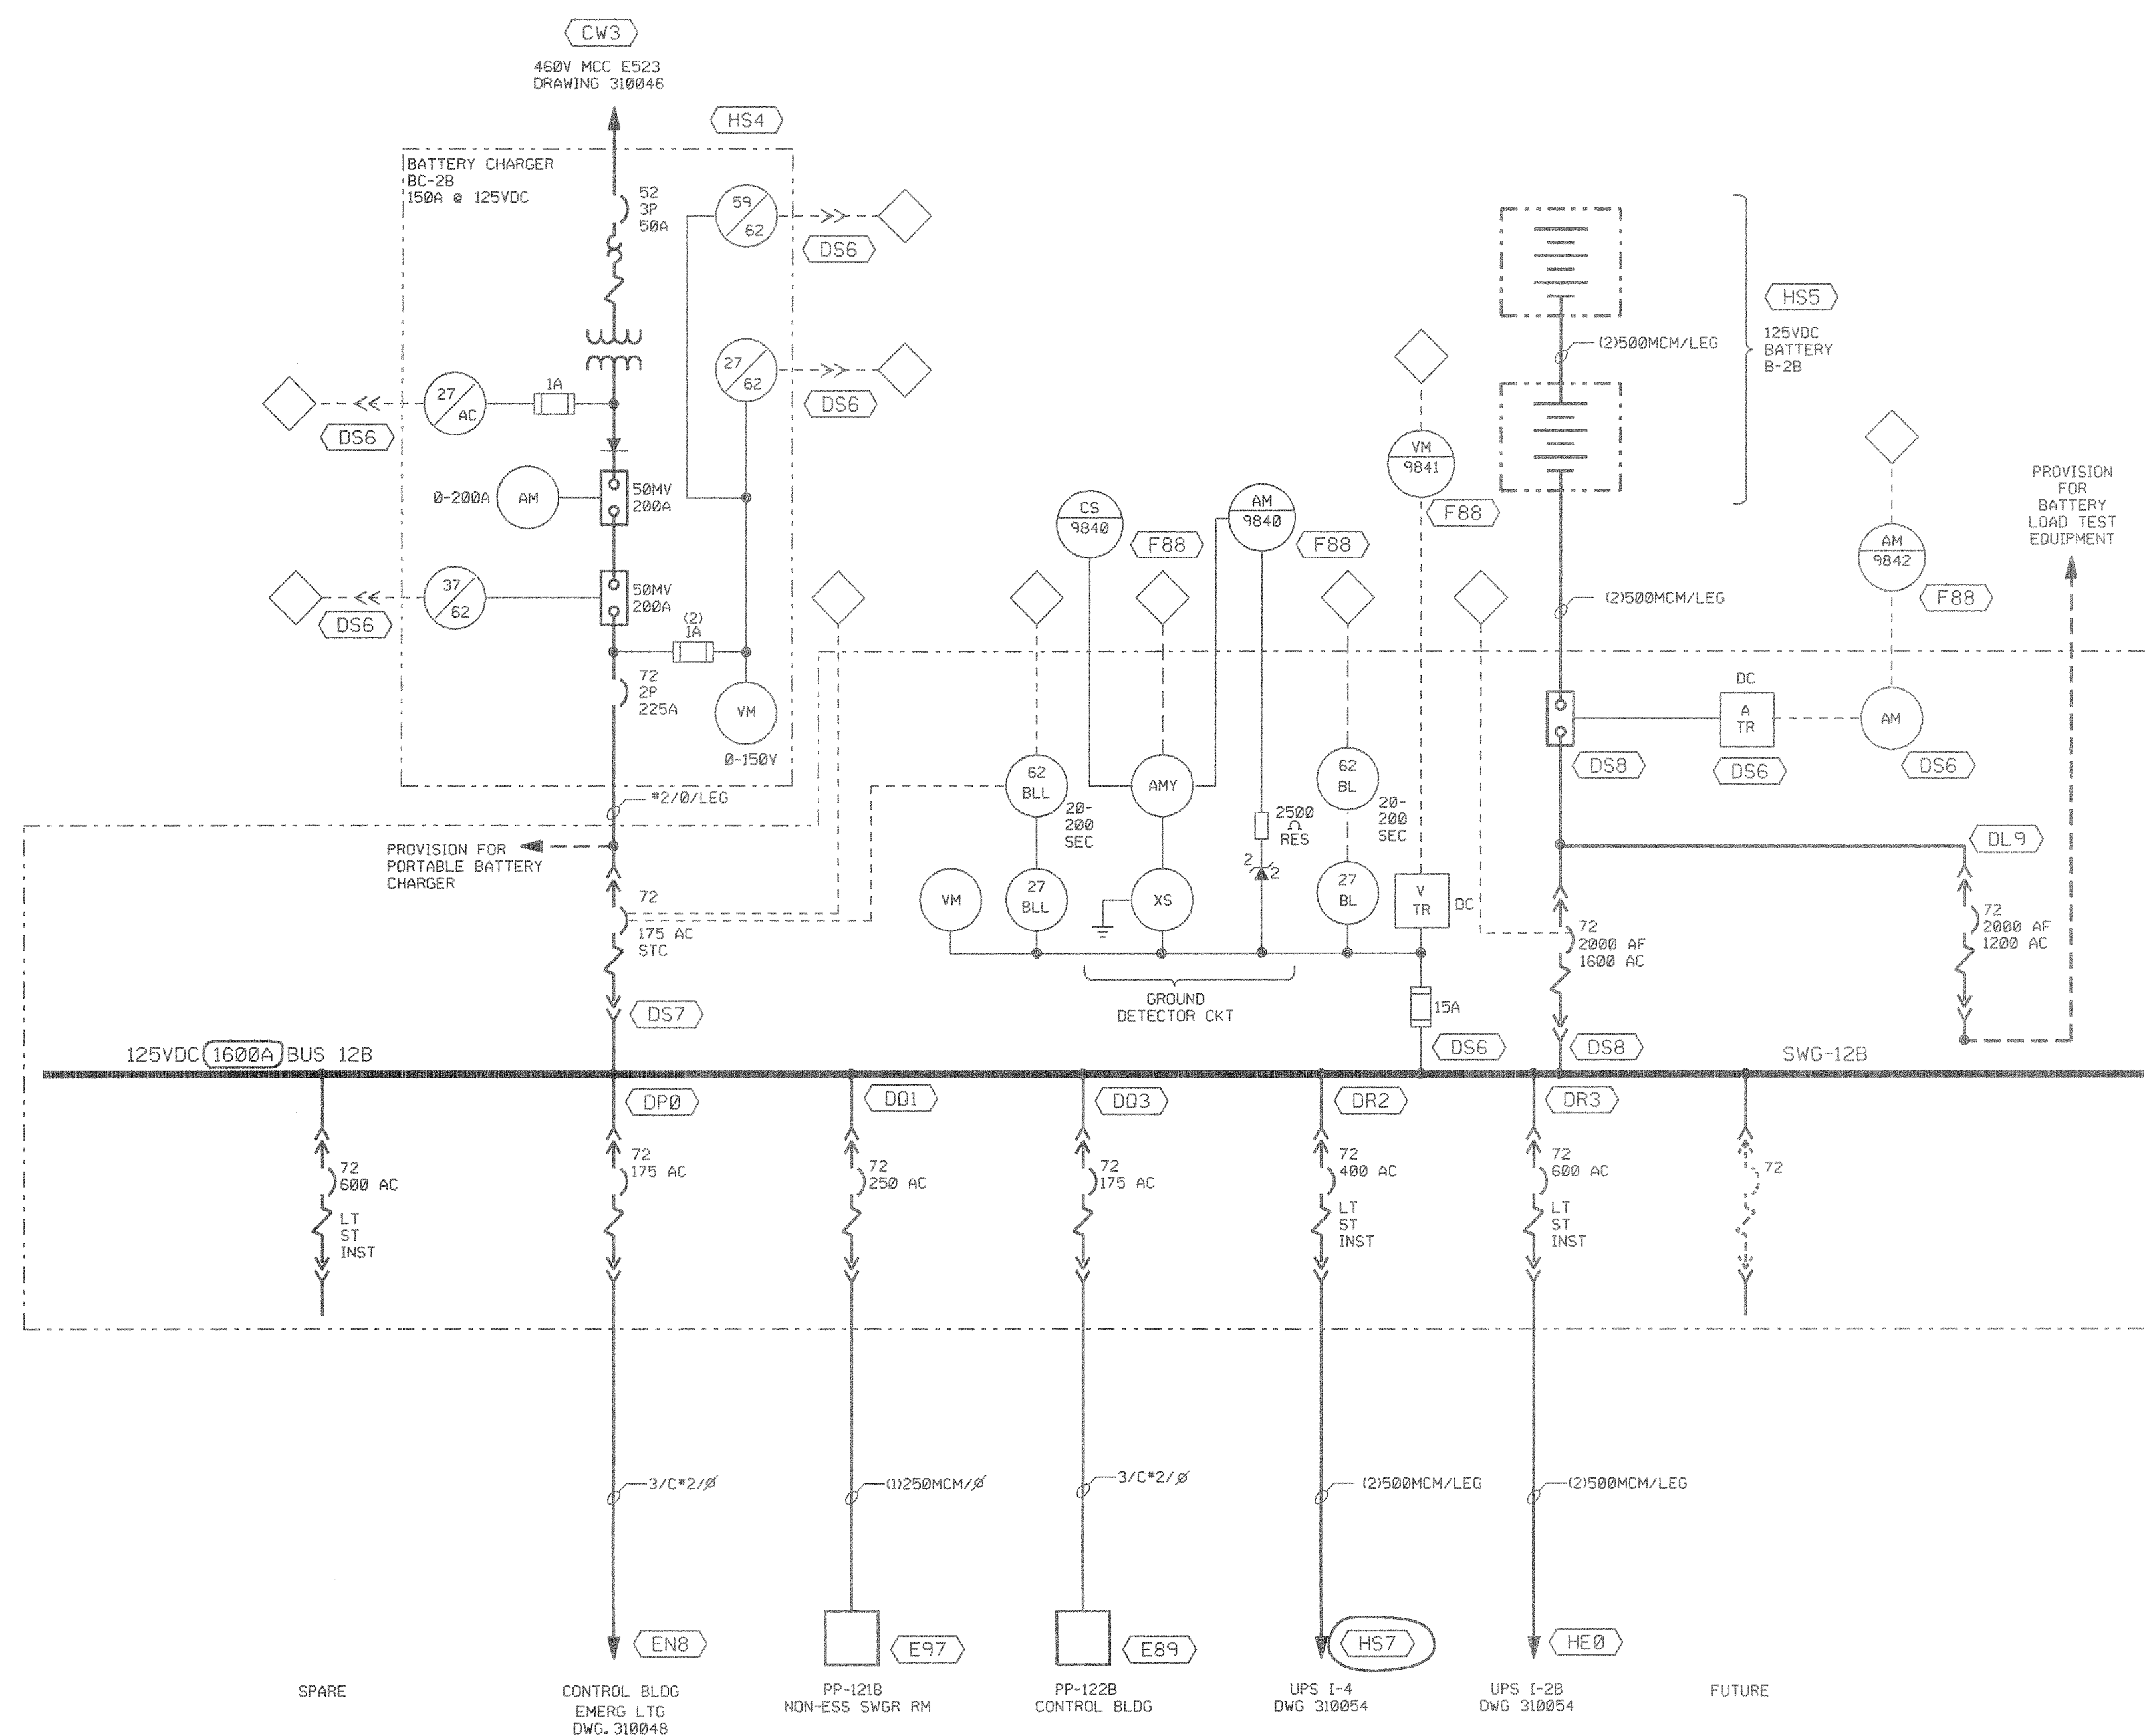 CW3
460V MCC E523
DRAWING 310046
HS4
BATTERY CHARGER
BC-2B
150A @ 125VDC
52
3P
50A
59
62
DS6
27
62
DS6
27
AC
1A
DS6
0-200A
AM
50MV
200A
37
62
50MV
200A
DS6
(2)
1A
72
2P
225A
VM
0-150V
#2/0/LEG
PROVISION FOR
PORTABLE BATTERY
CHARGER
72
175 AC
STC
DS7
CS
9840
F88
AM
9840
F88
VM
9841
F88
62
BLL
20-
200
SEC
AMY
2500
Ω
RES
2
2
62
BL
20-
200
SEC
VM
27
BLL
XS
27
BL
V
TR
DC
GROUND
DETECTOR CKT
15A
DS6
HS5
125VDC
BATTERY
B-2B
(2)500MCM/LEG
(2)500MCM/LEG
AM
9842
F88
PROVISION
FOR
BATTERY
LOAD TEST
EQUIPMENT
DC
A
TR
AM
DS8
DS6
DS6
DL9
72
2000 AF
1600 AC
72
2000 AF
1200 AC
DS8
125VDC 1600A BUS 12B
SWG-12B
DP0
DQ1
DQ3
DR2
DR3
72
600 AC
LT
ST
INST
72
175 AC
72
250 AC
72
175 AC
72
400 AC
LT
ST
INST
72
600 AC
LT
ST
INST
72
3/C#2/Ø
(1)250MCM/Ø
3/C#2/Ø
(2)500MCM/LEG
(2)500MCM/LEG
EN8
E97
E89
HS7
HE0
SPARE
CONTROL BLDG
EMERG LTG
DWG. 310048
PP-121B
NON-ESS SWGR RM
PP-122B
CONTROL BLDG
UPS I-4
DWG 310054
UPS I-2B
DWG 310054
FUTURE